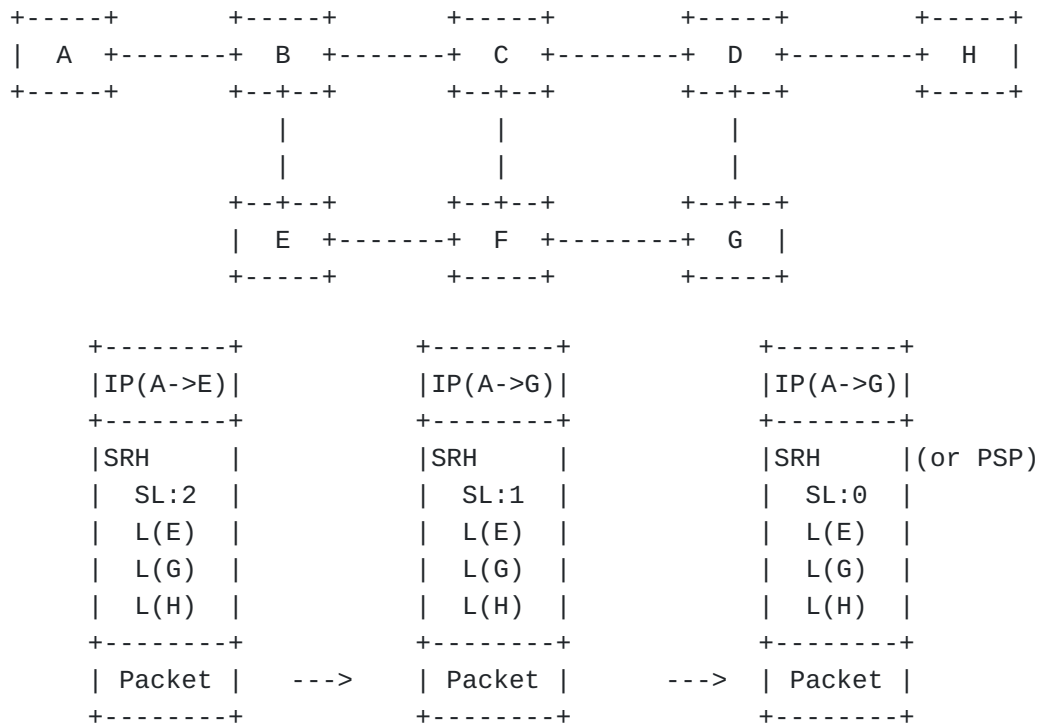 +-----+       +-----+       +-----+        +-----+        +-----+
|  A  +-------+  B  +-------+  C  +--------+  D  +--------+  H  |
+-----+       +--+--+       +--+--+        +--+--+        +-----+
                 |             |              |
                 |             |              |
              +--+--+       +--+--+        +--+--+
              |  E  +-------+  F  +--------+  G  |
              +-----+       +-----+        +-----+

     +--------+           +--------+            +--------+
     |IP(A->E)|           |IP(A->G)|            |IP(A->G)|
     +--------+           +--------+            +--------+
     |SRH     |           |SRH     |            |SRH     |(or PSP)
     |  SL:2  |           |  SL:1  |            |  SL:0  |
     |  L(E)  |           |  L(E)  |            |  L(E)  |
     |  L(G)  |           |  L(G)  |            |  L(G)  |
     |  L(H)  |           |  L(H)  |            |  L(H)  |
     +--------+           +--------+            +--------+
     | Packet |   --->    | Packet |      --->  | Packet |
     +--------+           +--------+            +--------+